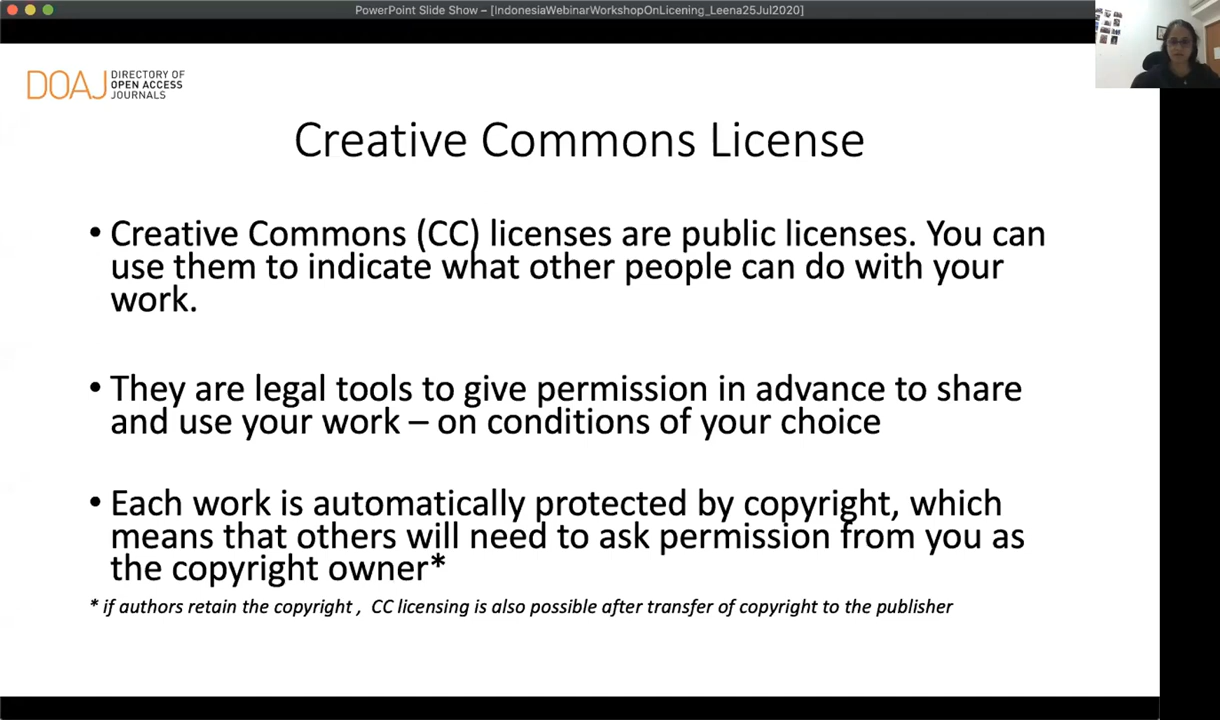 PowerPoint Slide Show – [IndonesiaWebinarWorkshopOnLicening_Leena25Jul2020]
DOAJ
DIRECTORY OF
OPEN ACCESS
JOURNALS
Creative Commons License
• Creative Commons (CC) licenses are public licenses. You can
use them to indicate what other people can do with your
work.
• They are legal tools to give permission in advance to share
and use your work – on conditions of your choice
• Each work is automatically protected by copyright, which
means that others will need to ask permission from you as
the copyright owner*
* if authors retain the copyright , CC licensing is also possible after transfer of copyright to the publisher